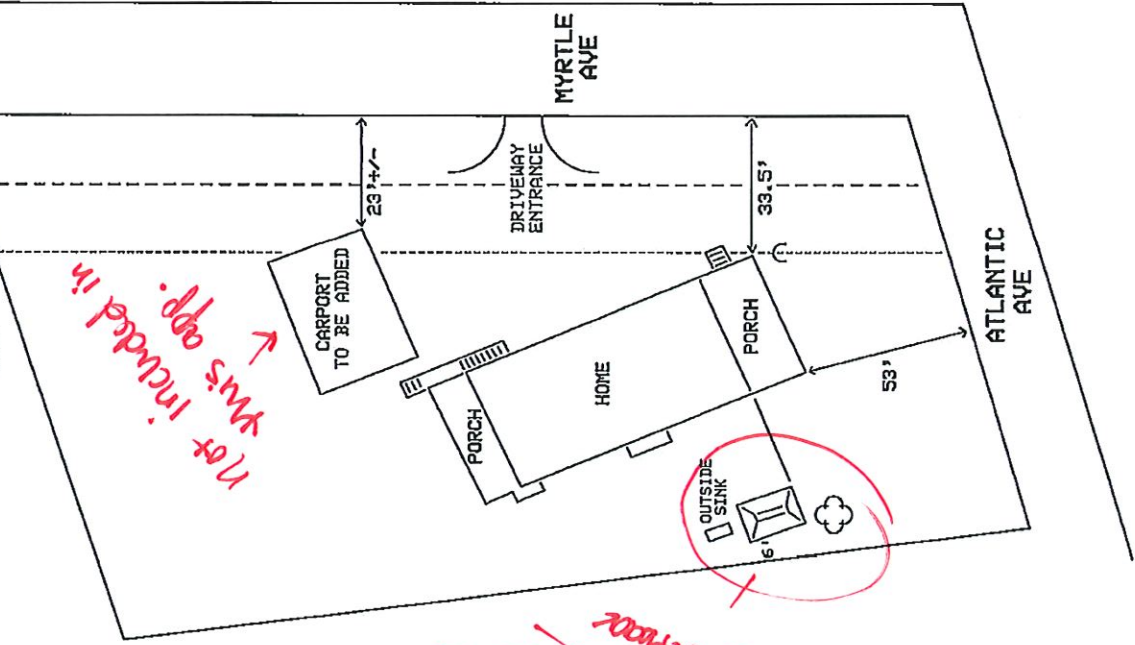 MYRTLE
AVE
23'+/-
DRIVEWAY
ENTRANCE
33.5'
CARPORT
TO BE ADDED
not included in
this app.
PORCH
HOME
PORCH
ATLANTIC
AVE
53'
OUTSIDE
SINK
6'